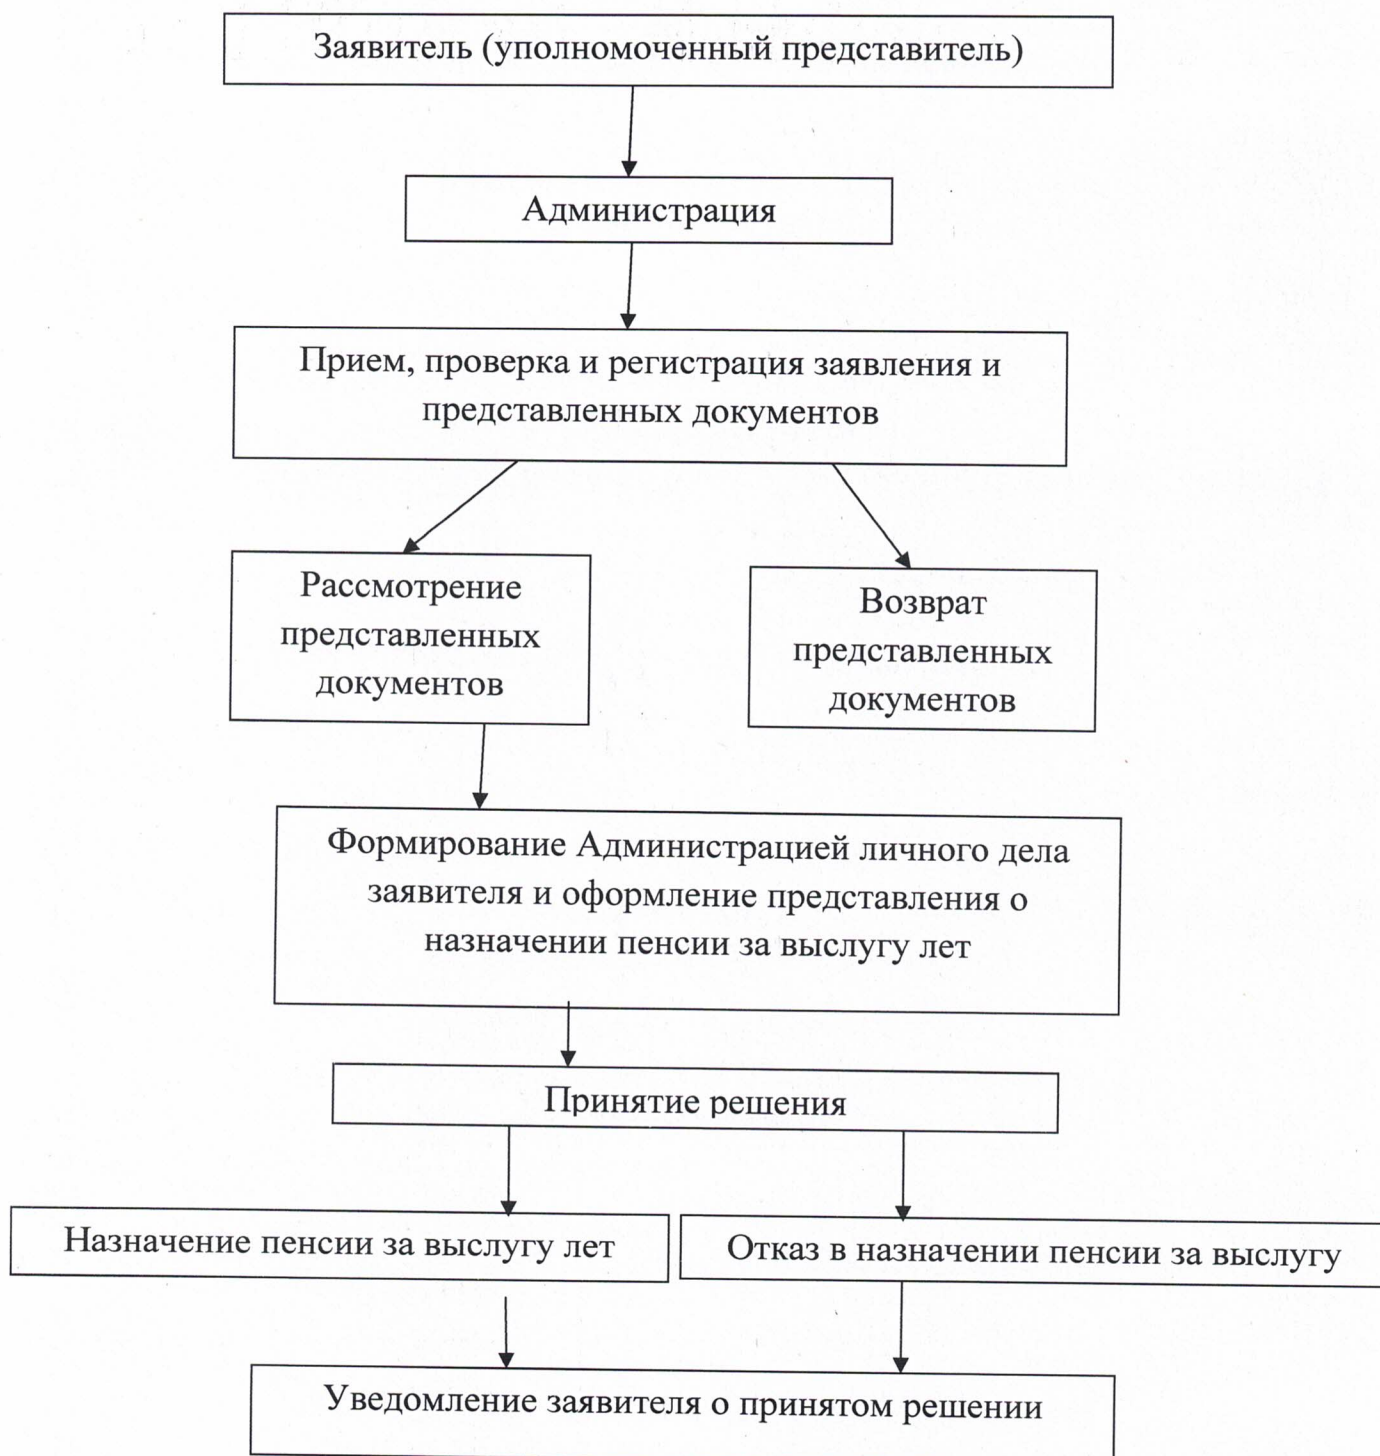 Заявитель (уполномоченный представитель)
Администрация
Прием, проверка и регистрация заявления и
представленных документов
Рассмотрение
представленных
документов
Возврат
представленных
документов
Формирование Администрацией личного дела
заявителя и оформление представления о
назначении пенсии за выслугу лет
Принятие решения
Назначение пенсии за выслугу лет
Отказ в назначении пенсии за выслугу
Уведомление заявителя о принятом решении